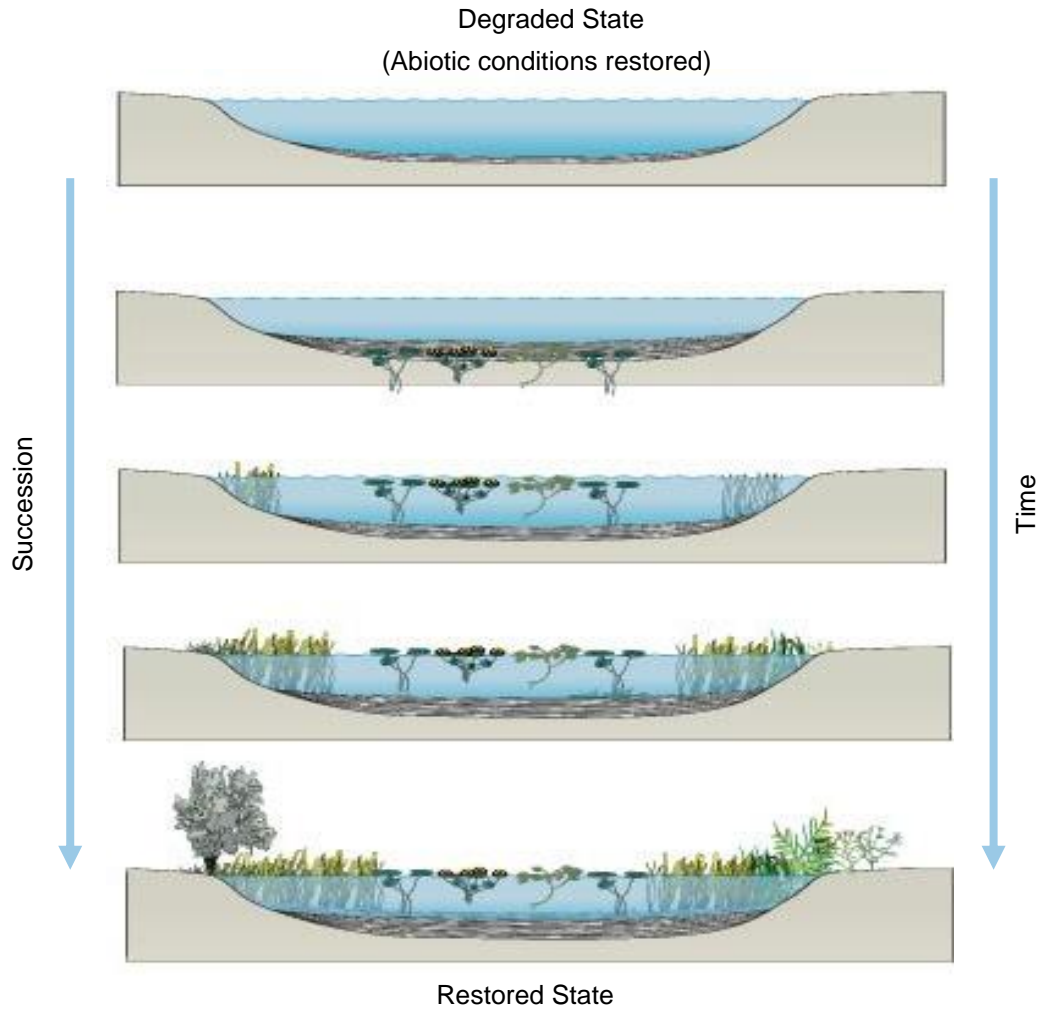 Degraded State
(Abiotic conditions restored)
Succession
Time
Restored State